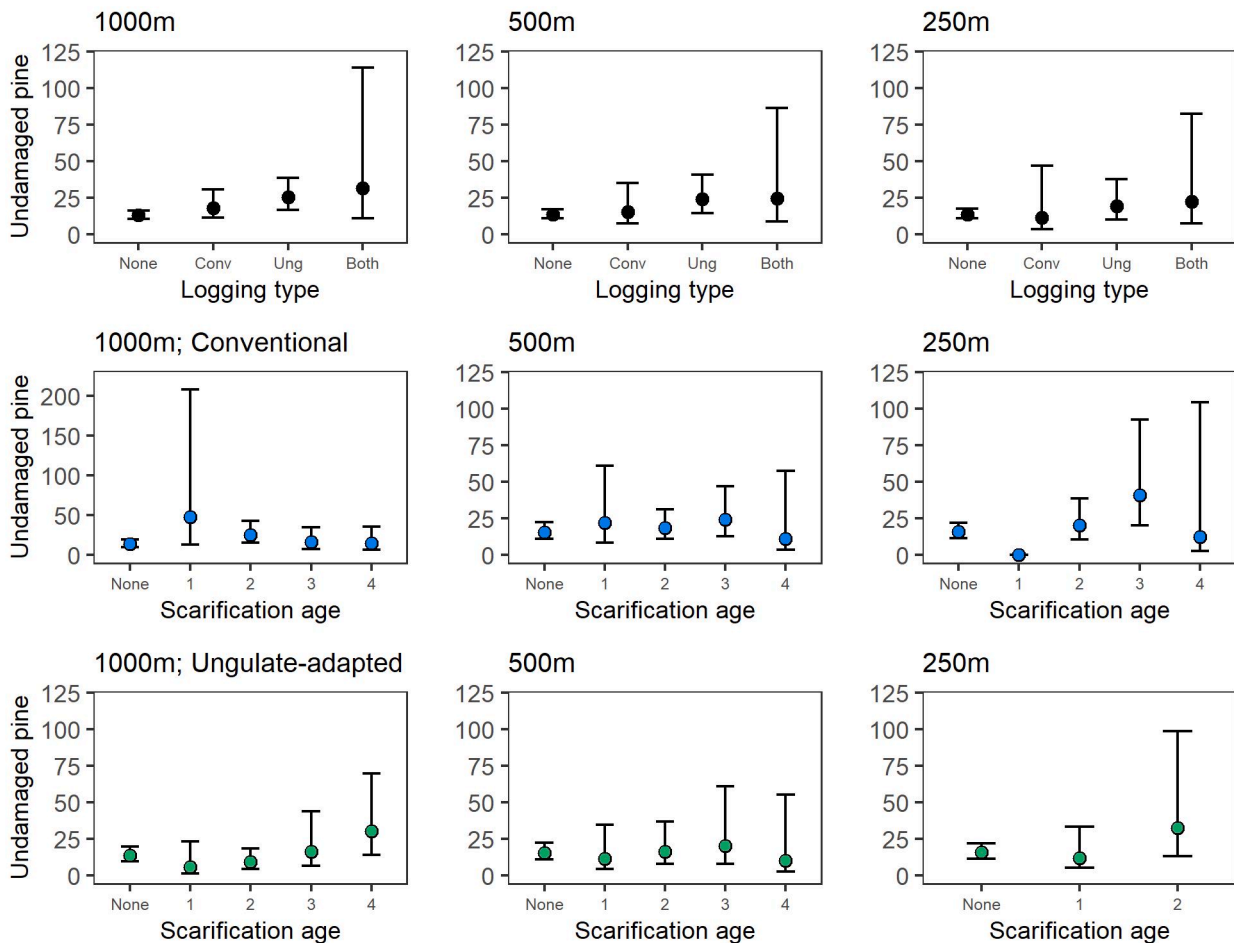 1000m
500m
250m
Undamaged pine
125
100
75
50
25
0
125
100
75
50
25
0
125
100
75
50
25
0
None Conv Ung Both
None Conv Ung Both
None Conv Ung Both
Logging type
Logging type
Logging type
1000m; Conventional
500m
250m
Undamaged pine
200
150
100
50
0
125
100
75
50
25
0
125
100
75
50
25
0
None 1 2 3 4
None 1 2 3 4
None 1 2 3 4
Scarification age
Scarification age
Scarification age
1000m; Ungulate-adapted
500m
250m
Undamaged pine
125
100
75
50
25
0
125
100
75
50
25
0
125
100
75
50
25
0
None 1 2 3 4
None 1 2 3 4
None 1 2
Scarification age
Scarification age
Scarification age